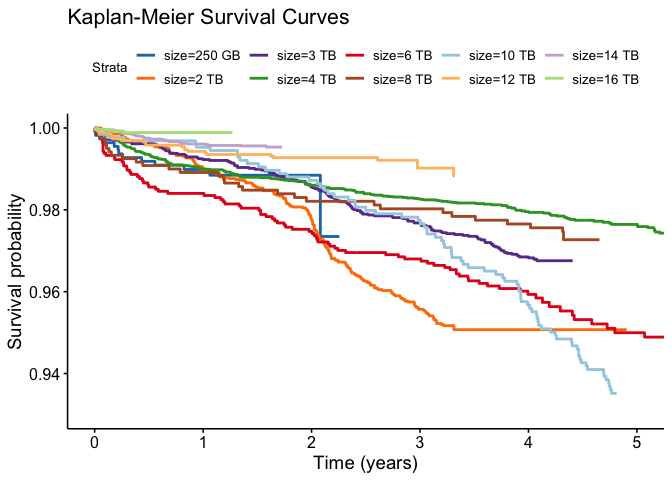 Kaplan-Meier Survival Curves
Strata
size=250 GB size=3 TB size=6 TB size=10 TB size=14 TB
size=2 TB size=4 TB size=8 TB size=12 TB size=16 TB
Survival probability
1.00
0.98
0.96
0.94
0 1 2 3 4 5
Time (years)